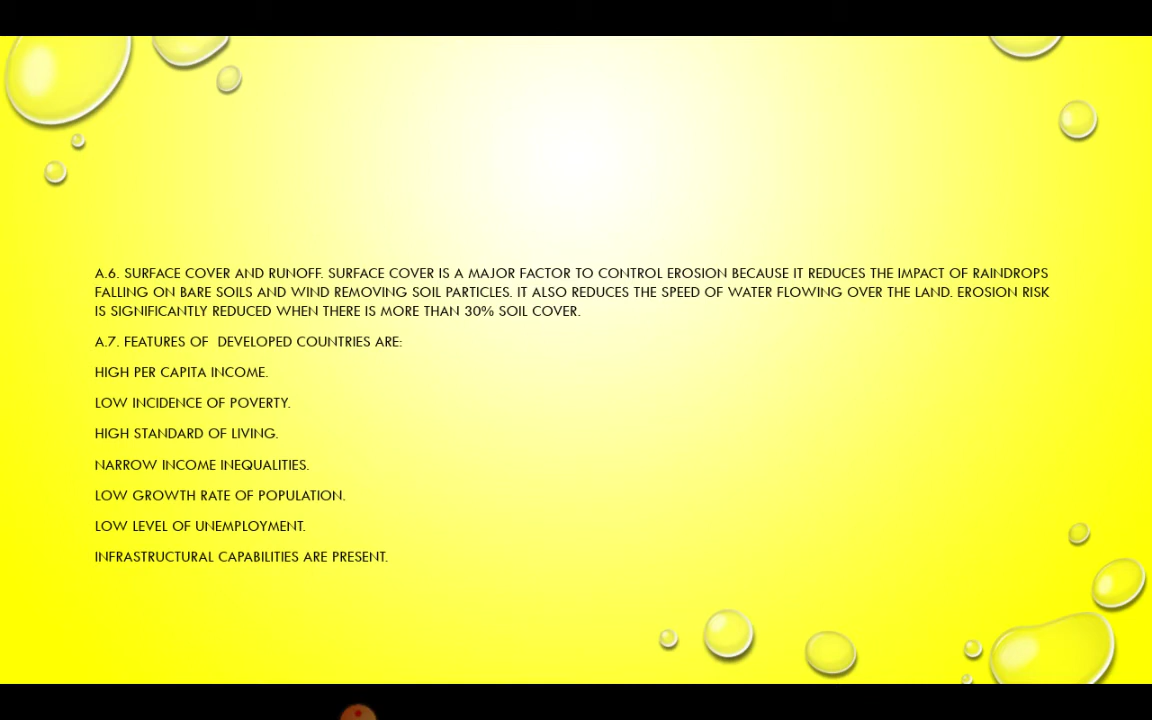 A.6. SURFACE COVER AND RUNOFF. SURFACE COVER IS A MAJOR FACTOR TO CONTROL EROSION BECAUSE IT REDUCES THE IMPACT OF RAINDROPS
FALLING ON BARE SOILS AND WIND REMOVING SOIL PARTICLES. IT ALSO REDUCES THE SPEED OF WATER FLOWING OVER THE LAND. EROSION RISK
IS SIGNIFICANTLY REDUCED WHEN THERE IS MORE THAN 30% SOIL COVER.
A.7. FEATURES OF  DEVELOPED COUNTRIES ARE:
HIGH PER CAPITA INCOME.
LOW INCIDENCE OF POVERTY.
HIGH STANDARD OF LIVING.
NARROW INCOME INEQUALITIES.
LOW GROWTH RATE OF POPULATION.
LOW LEVEL OF UNEMPLOYMENT.
INFRASTRUCTURAL CAPABILITIES ARE PRESENT.